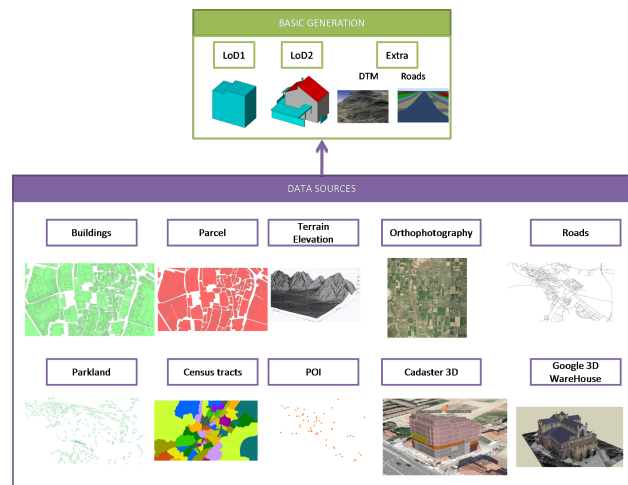 BASIC GENERATION
LoD1
LoD2
Extra
DTM
Roads
DATA SOURCES
Buildings
Parcel
Terrain
Elevation
Orthophotography
Roads
Parkland
Census tracts
POI
Cadaster 3D
Google 3D
WareHouse